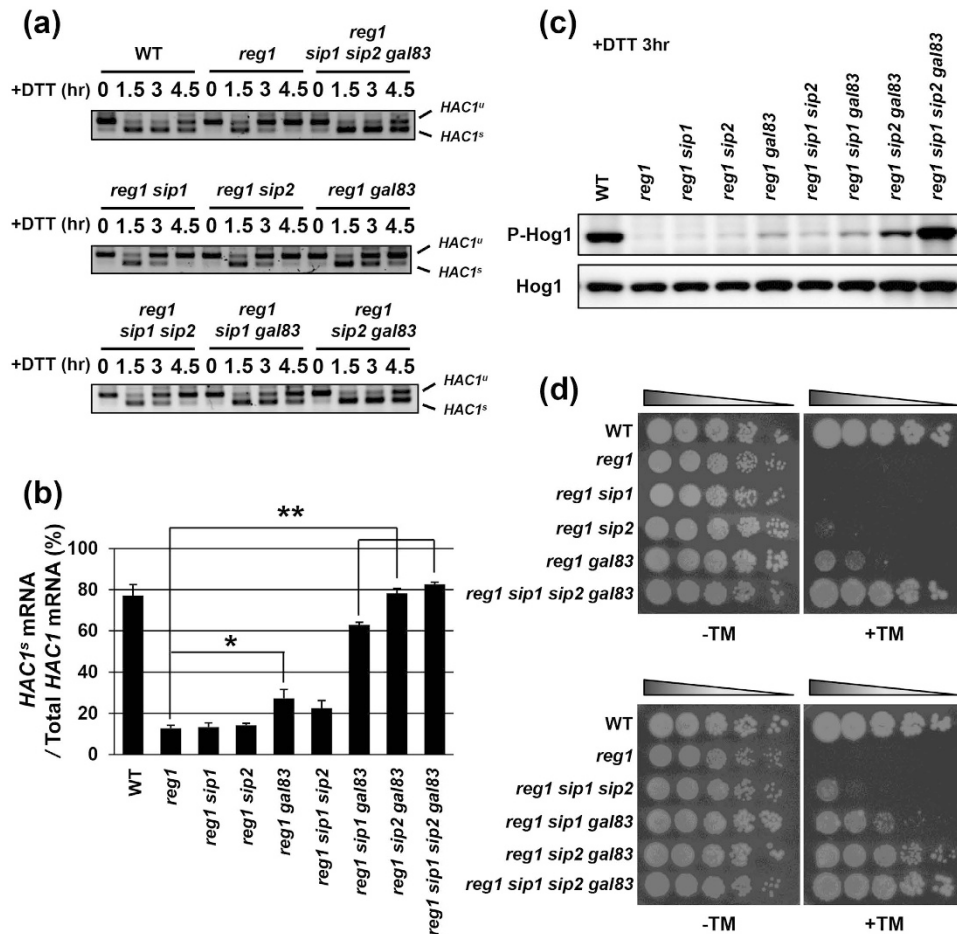 (a)
WT reg1 reg1 sip1 sip2 gal83
+DTT (hr) 0 1.5 3 4.5 0 1.5 3 4.5 0 1.5 3 4.5
HAC1ᵘ
HAC1ˢ
reg1 sip1 reg1 sip2 reg1 gal83
+DTT (hr) 0 1.5 3 4.5 0 1.5 3 4.5 0 1.5 3 4.5
HAC1ᵘ
HAC1ˢ
reg1 sip1 sip2 reg1 sip1 gal83 reg1 sip2 gal83
+DTT (hr) 0 1.5 3 4.5 0 1.5 3 4.5 0 1.5 3 4.5
HAC1ᵘ
HAC1ˢ
(b)
HAC1ˢ mRNA
/ Total HAC1 mRNA (%)
100
80
60
40
20
0
**
*
WT
reg1
reg1 sip1
reg1 sip2
reg1 gal83
reg1 sip1 sip2
reg1 sip1 gal83
reg1 sip2 gal83
reg1 sip1 sip2 gal83
(c)
+DTT 3hr
WT
reg1
reg1 sip1
reg1 sip2
reg1 gal83
reg1 sip1 sip2
reg1 sip1 gal83
reg1 sip2 gal83
reg1 sip1 sip2 gal83
P-Hog1
Hog1
(d)
WT
reg1
reg1 sip1
reg1 sip2
reg1 gal83
reg1 sip1 sip2 gal83
-TM +TM
WT
reg1
reg1 sip1 sip2
reg1 sip1 gal83
reg1 sip2 gal83
reg1 sip1 sip2 gal83
-TM +TM